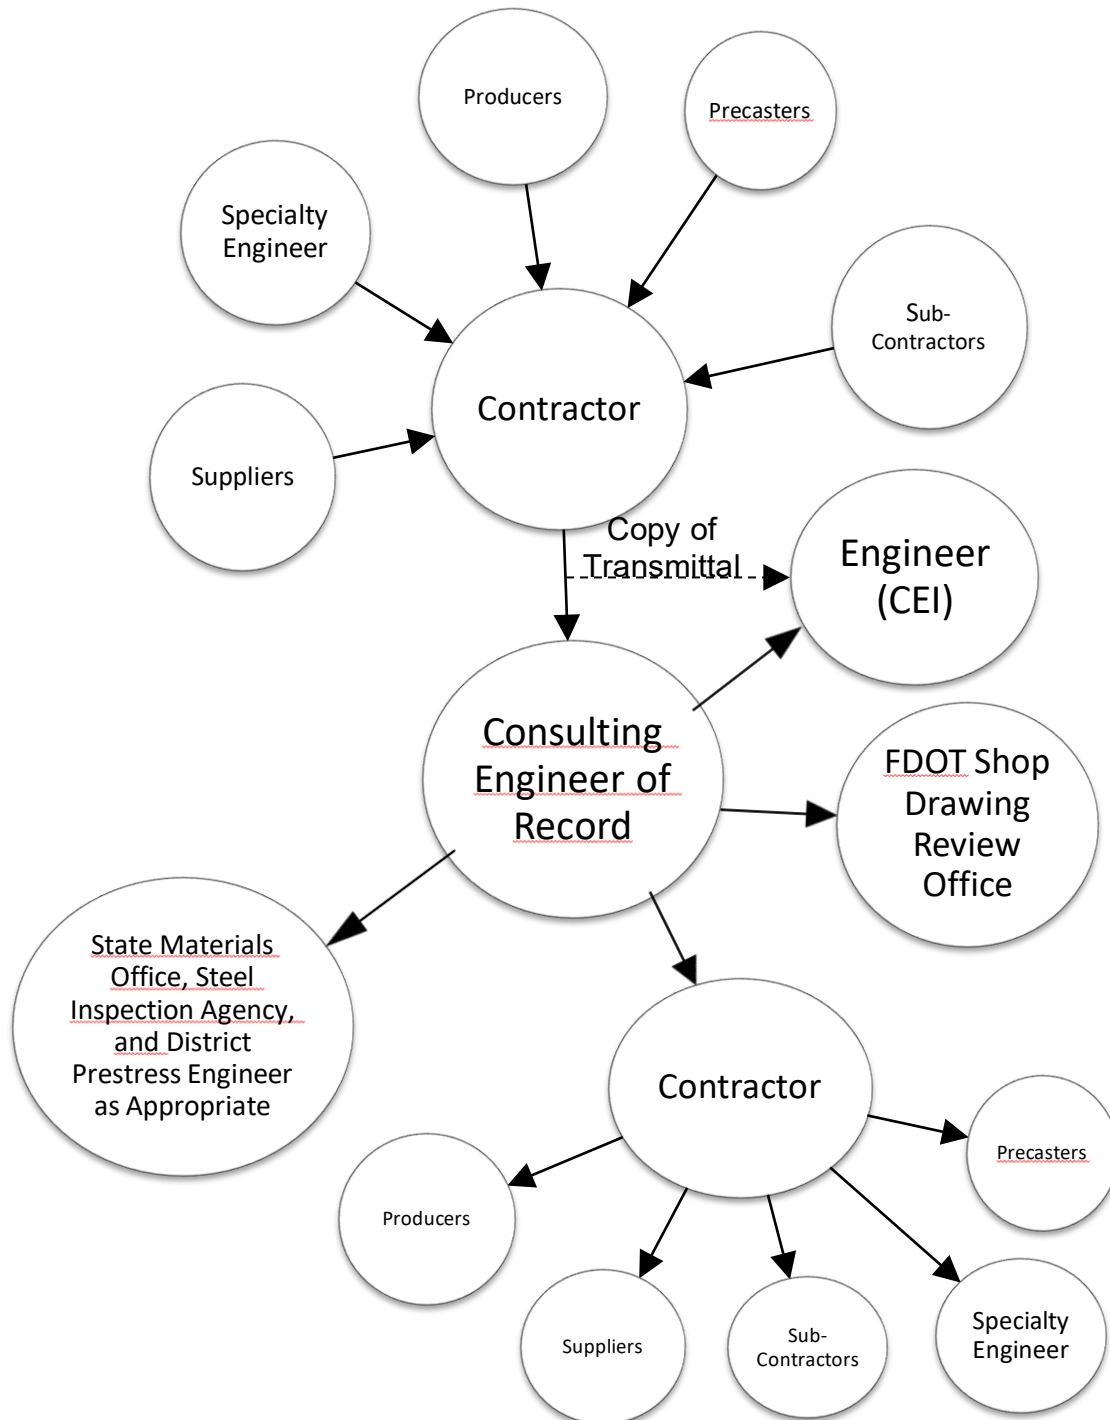 Producers
Precasters
Specialty
Engineer
Sub-
Contractors
Contractor
Suppliers
Copy of
Transmittal
Engineer
(CEI)
Consulting
Engineer of
Record
FDOT Shop
Drawing
Review
Office
State Materials
Office, Steel
Inspection Agency,
and District
Prestress Engineer
as Appropriate
Contractor
Precasters
Producers
Suppliers
Sub-
Contractors
Specialty
Engineer